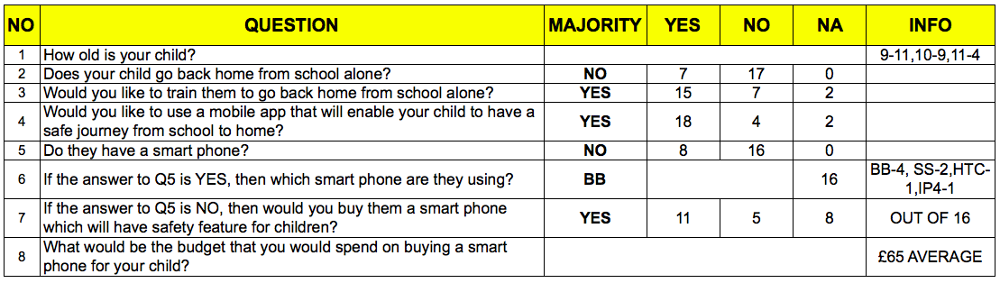 NO QUESTION MAJORITY YES NO NA INFO
1 How old is your child? 9-11,10-9,11-4
2 Does your child go back home from school alone? NO 7 17 0
3 Would you like to train them to go back home from school alone? YES 15 7 2
4 Would you like to use a mobile app that will enable your child to have a
safe journey from school to home? YES 18 4 2
5 Do they have a smart phone? NO 8 16 0
6 If the answer to Q5 is YES, then which smart phone are they using? BB 16 BB-4, SS-2,HTC-
1,IP4-1
7 If the answer to Q5 is NO, then would you buy them a smart phone
which will have safety feature for children? YES 11 5 8 OUT OF 16
8 What would be the budget that you would spend on buying a smart
phone for your child? £65 AVERAGE